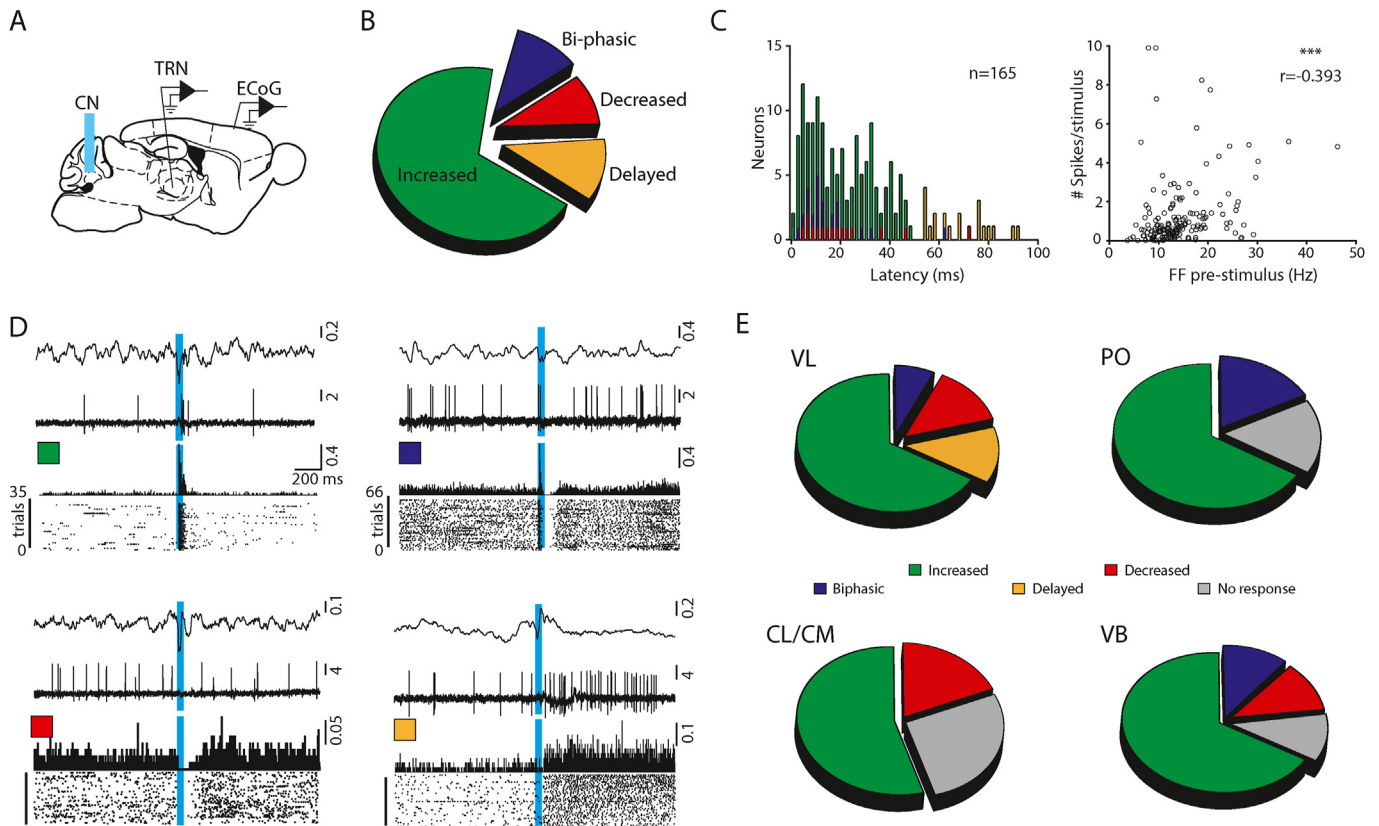 A
TRN
ECoG
CN
B
Bi-phasic
Decreased
Increased
Delayed
C
15
10
5
0
Neurons
n=165
0 20 40 60 80 100
Latency (ms)
10
8
6
4
2
0
# Spikes/stimulus
***
r=-0.393
0 10 20 30 40 50
FF pre-stimulus (Hz)
D
0.2
2
0.4
200 ms
35
trials
0
0.4
2
0.4
66
trials
0
0.1
4
0.05
0.2
4
0.1
E
VL
PO
Increased
Decreased
Biphasic
Delayed
No response
CL/CM
VB